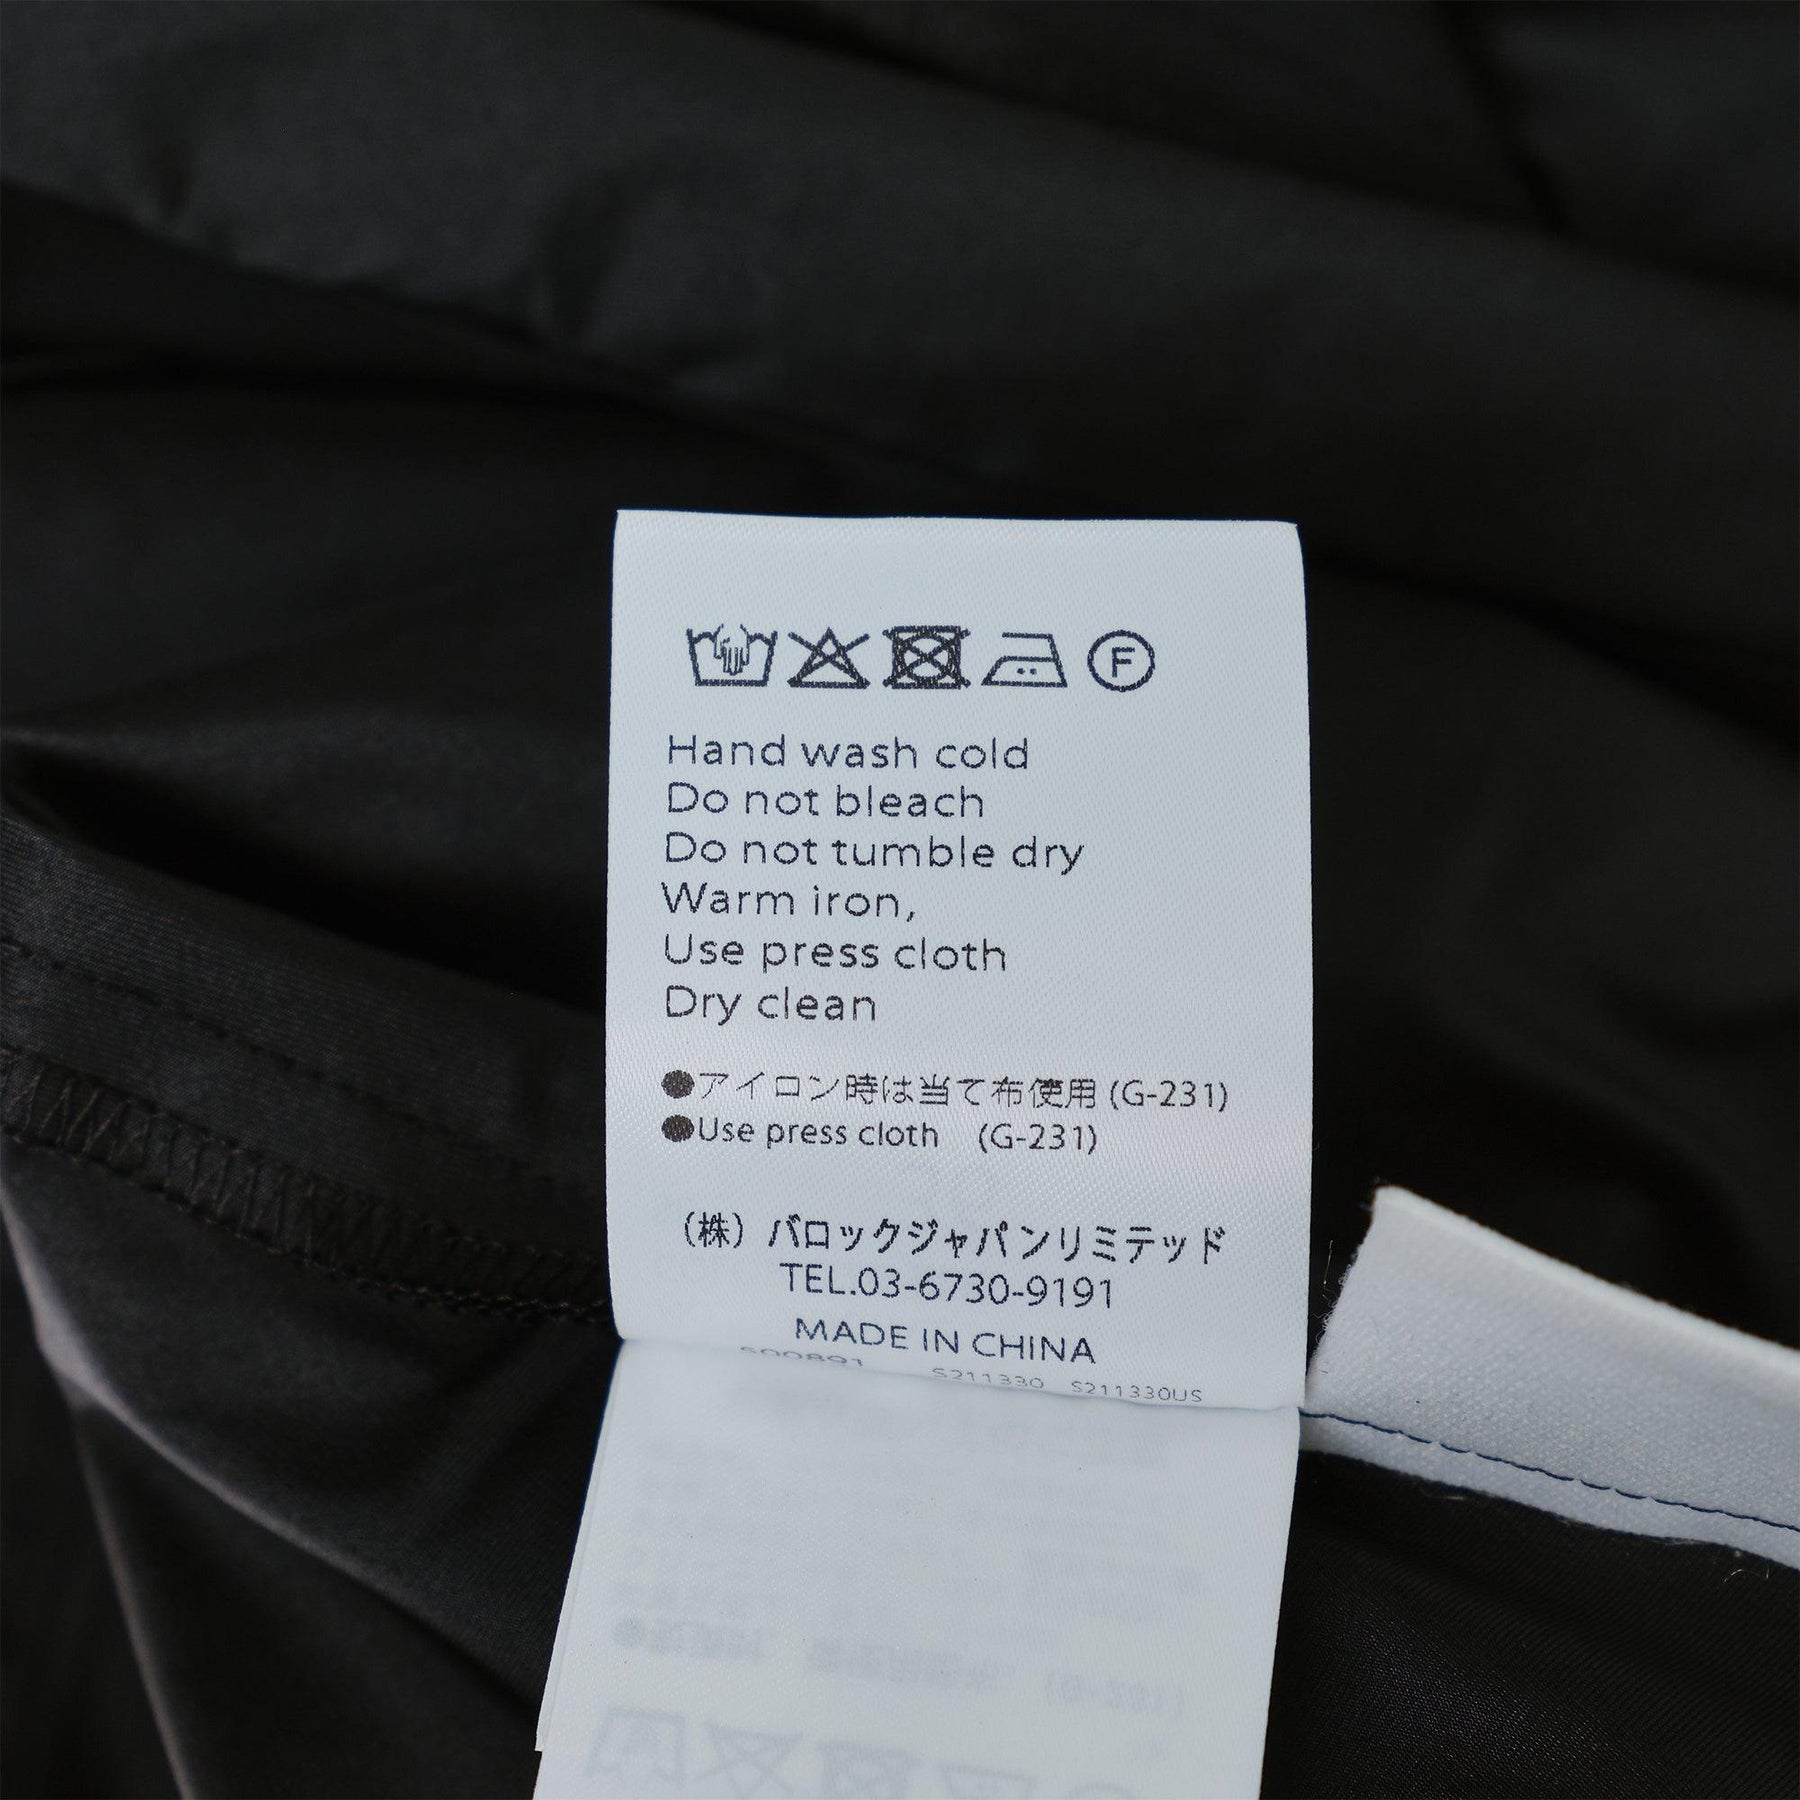 F
Hand wash cold
Do not bleach
Do not tumble dry
Warm iron,
Use press cloth
Dry clean
●アイロン時は当て布使用 (G-231)
●Use press cloth (G-231)
（株）バロックジャパンリミテッド
TEL.03-6730-9191
MADE IN CHINA
S211330 S211330US